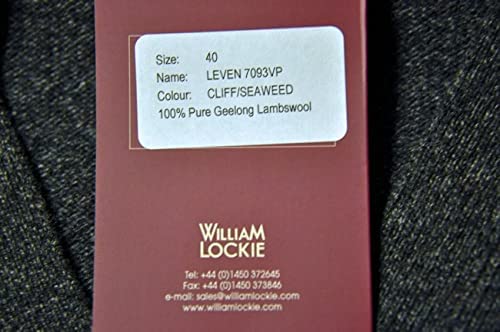 Size: 40
Name: LEVEN 7093VP
Colour: CLIFF/SEAWEED
100% Pure Geelong Lambswool
WILLIAM
LOCKIE
Tel: +44 (0)1450 372645
Fax: +44 (0)1450 373846
e-mail: sales@williamlockie.com
www.williamlockie.com